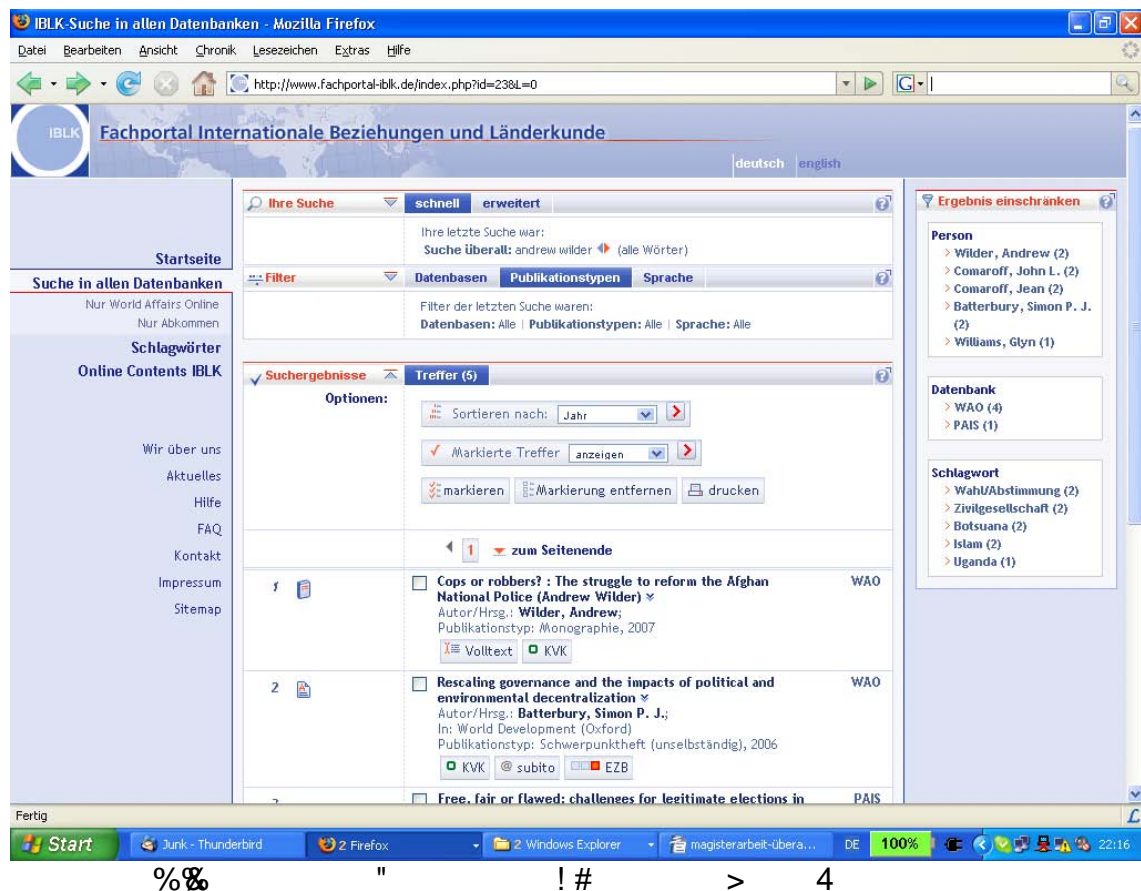 IBLK-Suche in allen Datenbanken - Mozilla Firefox
Datei Bearbeiten Ansicht Chronik Lesezeichen Extras Hilfe
http://www.fachportal-iblk.de/index.php?id=23&L=0
IBLK Fachportal Internationale Beziehungen und Länderkunde
deutsch english
Startseite
Suche in allen Datenbanken
Nur World Affairs Online
Nur Abkommen
Schlagwörter
Online Contents IBLK
Wir über uns
Aktuelles
Hilfe
FAQ
Kontakt
Impressum
Sitemap
Ihre Suche schnell erweitert
Ihre letzte Suche war:
Suche überall: andrew wilder (alle Wörter)
Filter Datenbasen Publikationstypen Sprache
Filter der letzten Suche waren:
Datenbasen: Alle | Publikationstypen: Alle | Sprache: Alle
Suchergebnisse Treffer (5)
Optionen:
Sortieren nach: Jahr
Markierte Treffer anzeigen
markieren Markierung entfernen drucken
1 zum Seitenende
1 Cops or robbers? : The struggle to reform the Afghan WAO
National Police (Andrew Wilder)
Autor/Hrsg.: Wilder, Andrew;
Publikationstyp: Monographie, 2007
Volltext KVK
2 Rescaling governance and the impacts of political and WAO
environmental decentralization
Autor/Hrsg.: Batterbury, Simon P. J.;
In: World Development (Oxford)
Publikationstyp: Schwerpunktheft (unselbständig), 2006
KVK @ subito EZB
3 Free, fair or flawed: challenges for legitimate elections in PAIS
Ergebnis einschränken
Person
Wilder, Andrew (2)
Comaroff, John L. (2)
Comaroff, Jean (2)
Batterbury, Simon P. J.
(2)
Williams, Glyn (1)
Datenbank
WAO (4)
PAIS (1)
Schlagwort
Wahl/Abstimmung (2)
Zivilgesellschaft (2)
Botsuana (2)
Islam (2)
Uganda (1)
Fertig
Start Junk - Thunderbird 2 Firefox 2 Windows Explorer magisterarbeit-übera... DE 100% 22:16
" ! # > 4